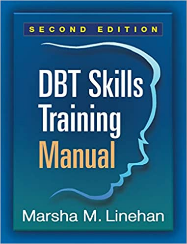 SECOND EDITION
DBT Skills
Training
Manual
Marsha M. Linehan